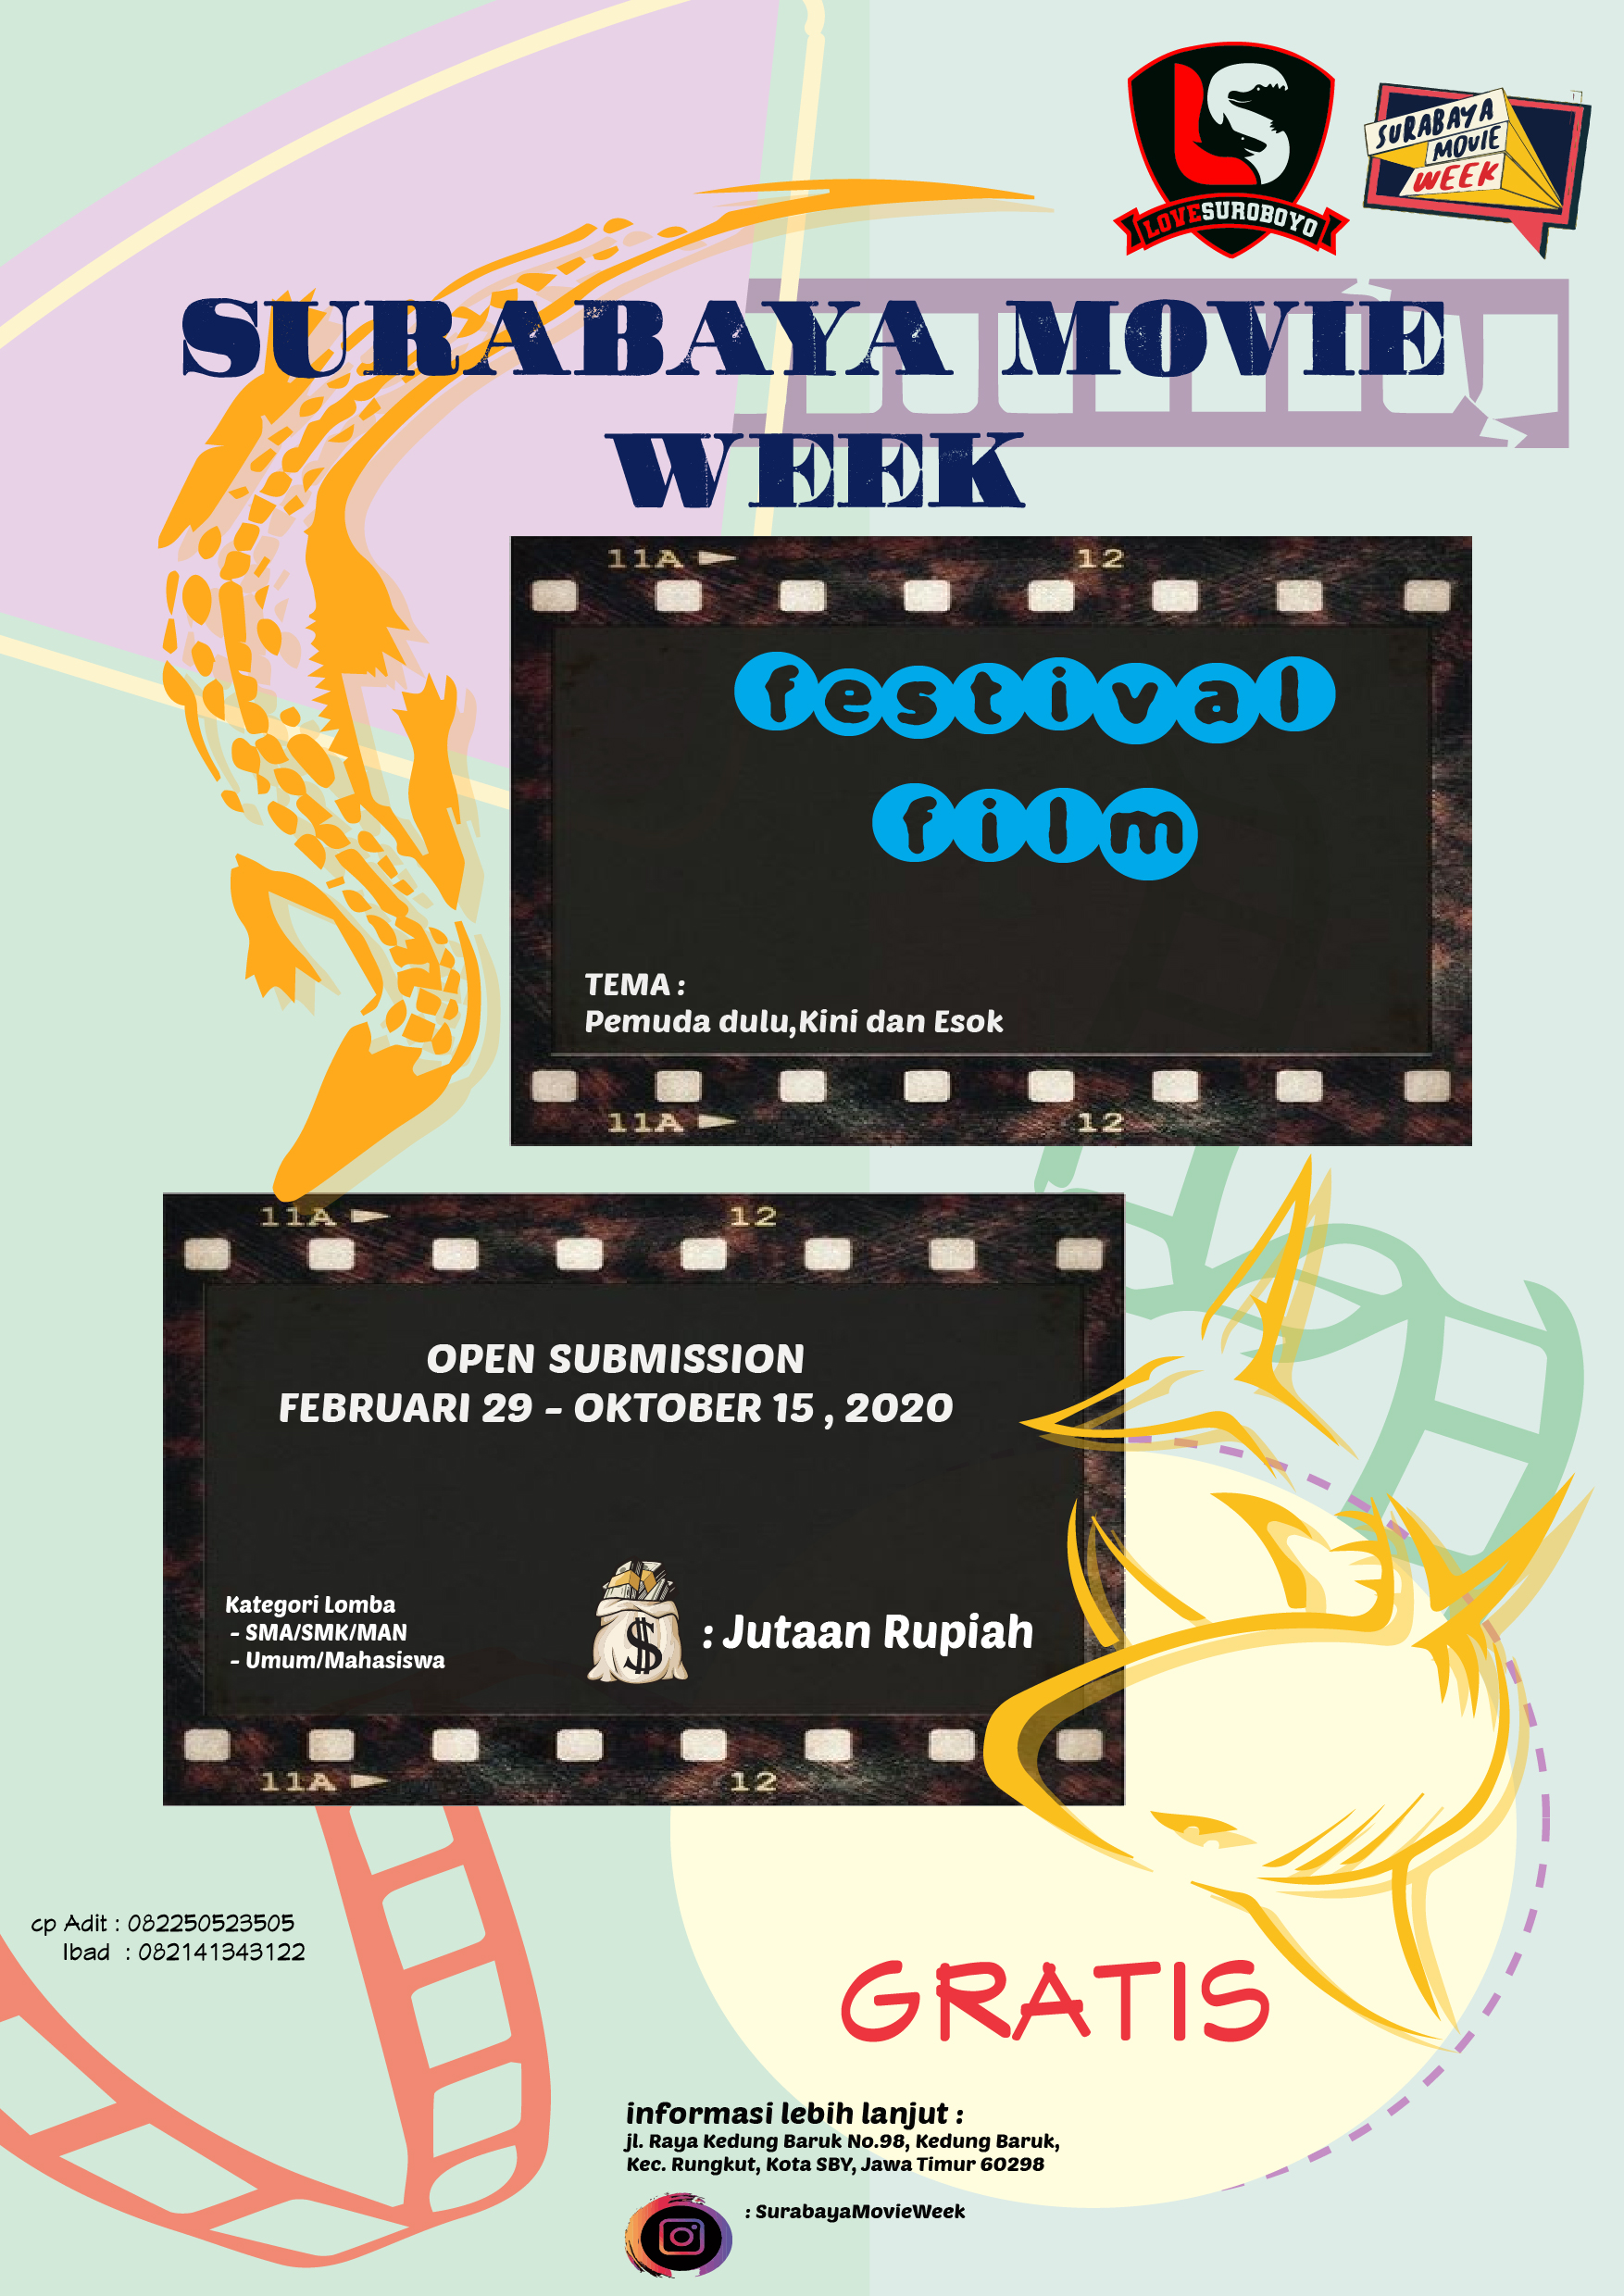 LOVESUROBOYO
SURABAYA
MOVIE
WEEK
SURABAYA MOVIE
WEEK
11A 12
festival
film
TEMA :
Pemuda dulu,Kini dan Esok
11A 12
11A 12
OPEN SUBMISSION
FEBRUARI 29 - OKTOBER 15 , 2020
Kategori Lomba
- SMA/SMK/MAN
- Umum/Mahasiswa
$ : Jutaan Rupiah
11A 12
cp Adit : 082250523505
Ibad : 082141343122
GRATIS
informasi lebih lanjut :
jl. Raya Kedung Baruk No.98, Kedung Baruk,
Kec. Rungkut, Kota SBY, Jawa Timur 60298
: SurabayaMovieWeek